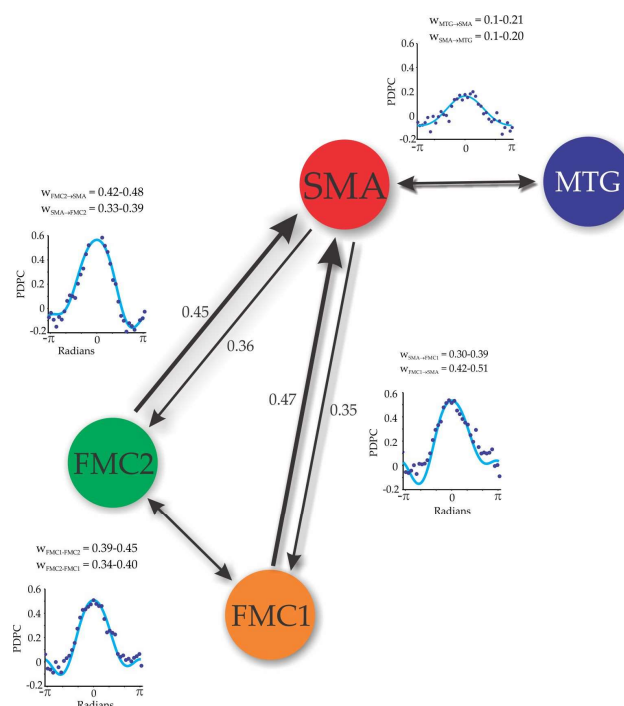 w_MTG→SMA = 0.1-0.21
w_SMA→MTG = 0.1-0.20
PDPC
0.6
0.4
0.2
0
-0.2
-π 0 π
SMA
MTG
w_FMC2→SMA = 0.42-0.48
w_SMA→FMC2 = 0.33-0.39
PDPC
0.6
0.4
0.2
0
-0.2
-π 0 π
Radians
0.45
0.36
0.47
0.35
w_SMA→FMC1 = 0.30-0.39
w_FMC1→SMA = 0.42-0.51
PDPC
0.6
0.4
0.2
0
-0.2
-π 0 π
Radians
FMC2
w_FMC1-FMC2 = 0.39-0.45
w_FMC2-FMC1 = 0.34-0.40
PDPC
0.6
0.4
0.2
0
-0.2
-π 0 π
Radians
FMC1